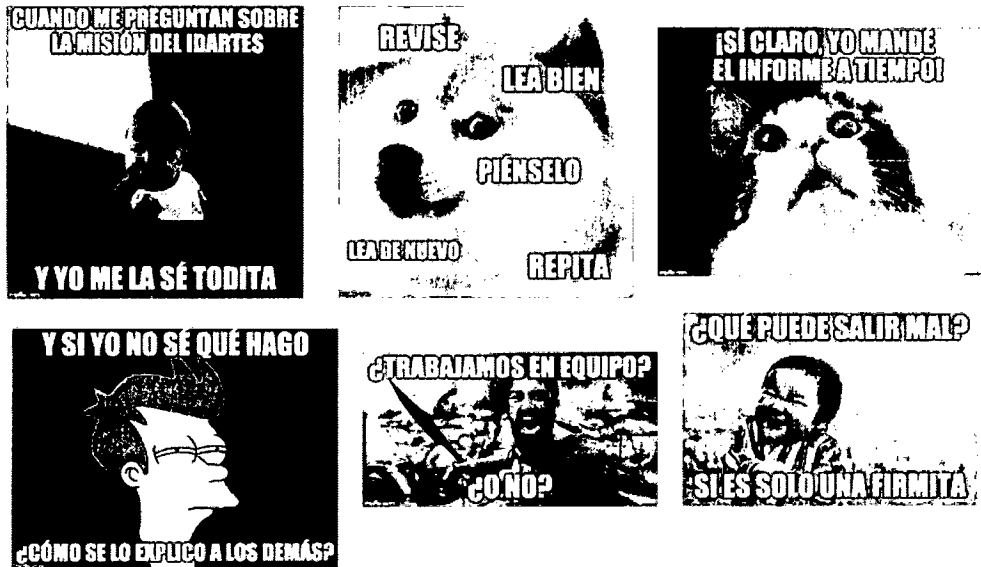 CUANDO ME PREGUNTAN SOBRE
LA MISIÓN DEL IDARTES
Y YO ME LA SÉ TODITA
REVISE
LEA BIEN
PIÉNSELO
LEA DE NUEVO
REPITA
¡SÍ CLARO, YO MANDE
EL INFORME A TIEMPO!
Y SI YO NO SÉ QUÉ HAGO
¿CÓMO SE LO EXPLICO A LOS DEMÁS?
¿TRABAJAMOS EN EQUIPO?
¿O NO?
¿QUÉ PUEDE SALIR MAL?
SI ES SOLO UNA FIRMITA